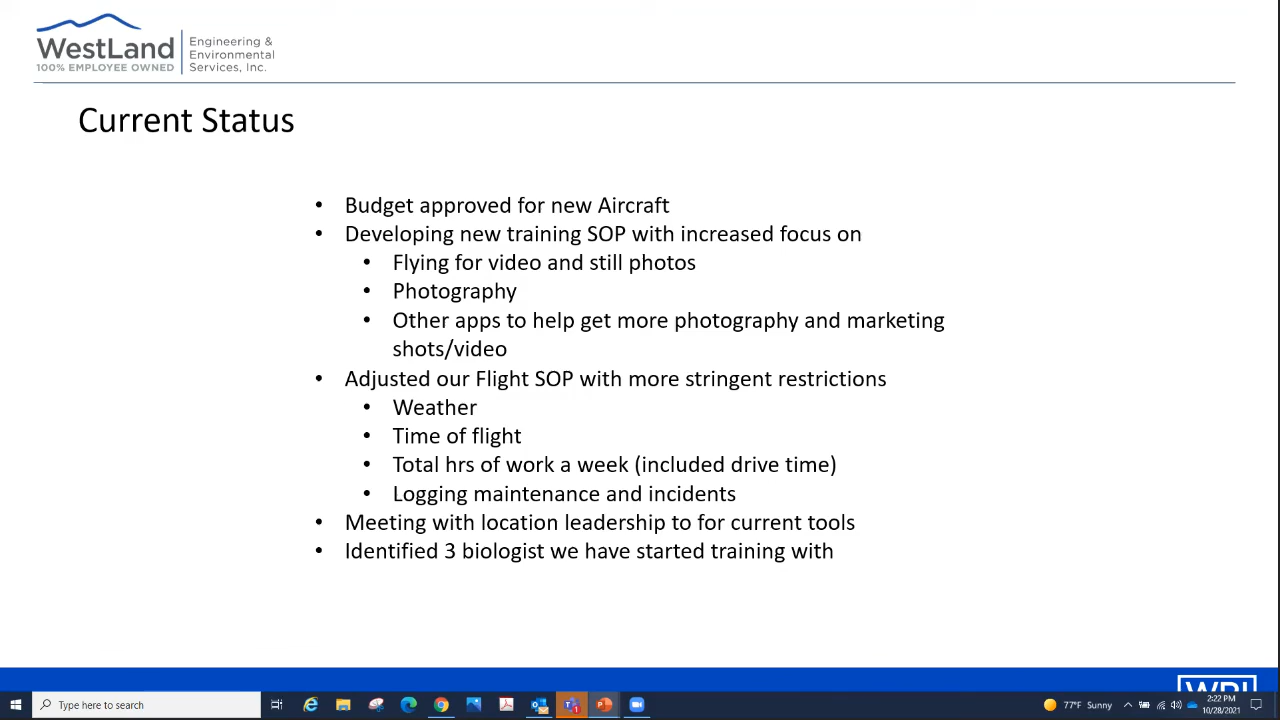 WestLand
100% EMPLOYEE OWNED
Engineering &
Environmental
Services, Inc.
Current Status
• Budget approved for new Aircraft
• Developing new training SOP with increased focus on
• Flying for video and still photos
• Photography
• Other apps to help get more photography and marketing
shots/video
• Adjusted our Flight SOP with more stringent restrictions
• Weather
• Time of flight
• Total hrs of work a week (included drive time)
• Logging maintenance and incidents
• Meeting with location leadership to for current tools
• Identified 3 biologist we have started training with
Type here to search
77°F Sunny
2:22 PM
10/28/2021